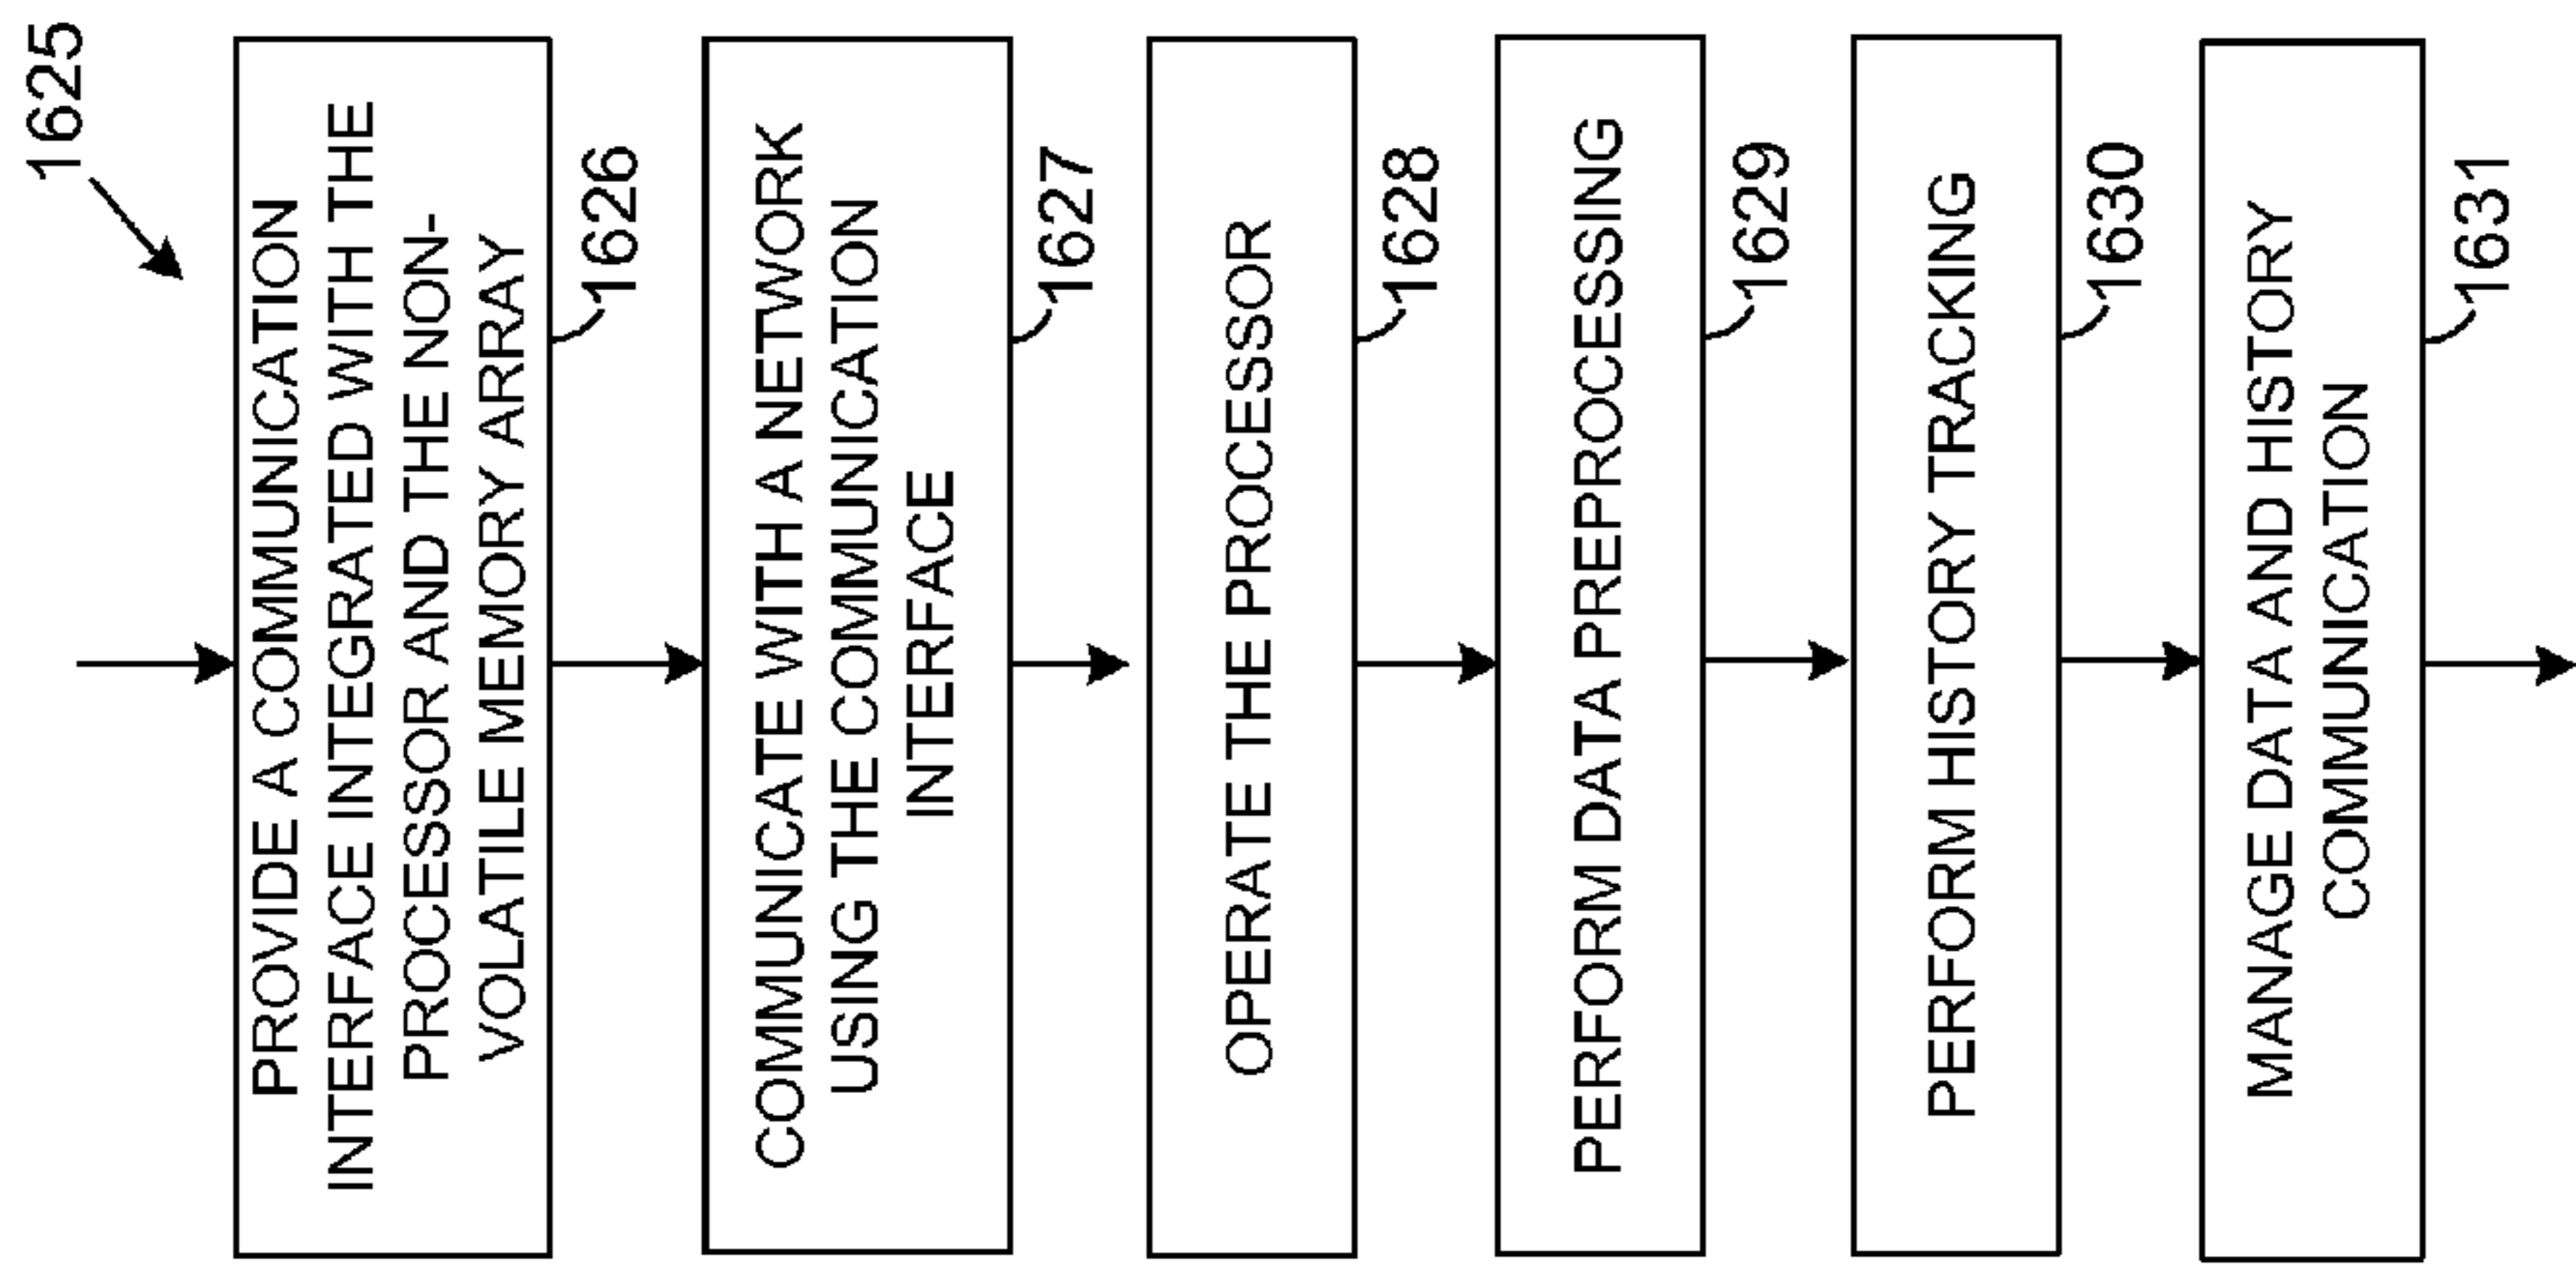 1625
PROVIDE A COMMUNICATION
INTERFACE INTEGRATED WITH THE
PROCESSOR AND THE NON-
VOLATILE MEMORY ARRAY
1626
COMMUNICATE WITH A NETWORK
USING THE COMMUNICATION
INTERFACE
1627
OPERATE THE PROCESSOR
1628
PERFORM DATA PREPROCESSING
1629
PERFORM HISTORY TRACKING
1630
MANAGE DATA AND HISTORY
COMMUNICATION
1631